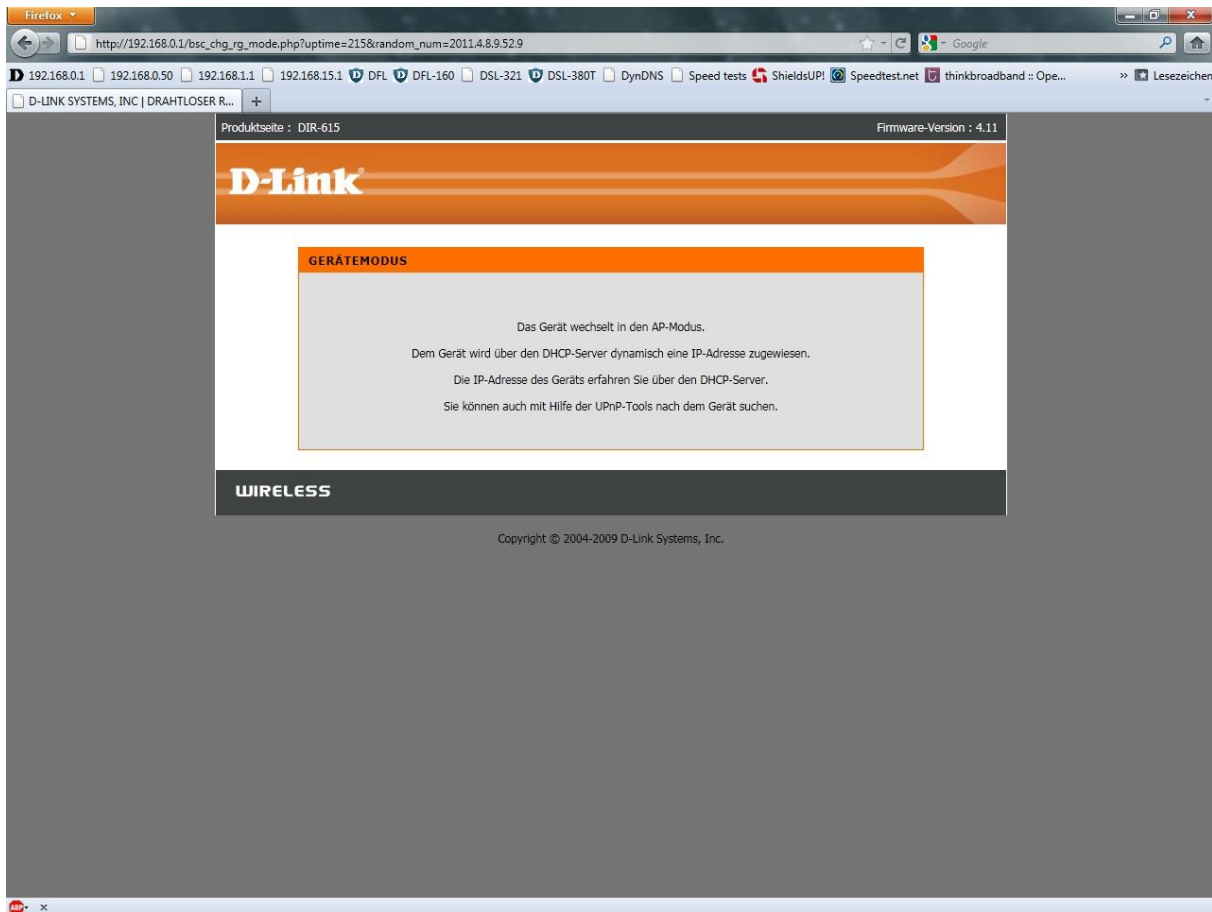 Firefox
http://192.168.0.1/bsc_chg_rg_mode.php?uptime=215&random_num=2011.4.8.9.52.9
Google
192.168.0.1 192.168.0.50 192.168.1.1 192.168.15.1 DFL DFL-160 DSL-321 DSL-380T DynDNS Speed tests ShieldsUP! Speedtest.net thinkbroadband :: Ope... » Lesezeichen
D-LINK SYSTEMS, INC | DRAHTLOSER R...
Produktseite : DIR-615 Firmware-Version : 4.11
D-Link
GERÄTEMODUS
Das Gerät wechselt in den AP-Modus.
Dem Gerät wird über den DHCP-Server dynamisch eine IP-Adresse zugewiesen.
Die IP-Adresse des Geräts erfahren Sie über den DHCP-Server.
Sie können auch mit Hilfe der UPnP-Tools nach dem Gerät suchen.
WIRELESS
Copyright © 2004-2009 D-Link Systems, Inc.
ABP